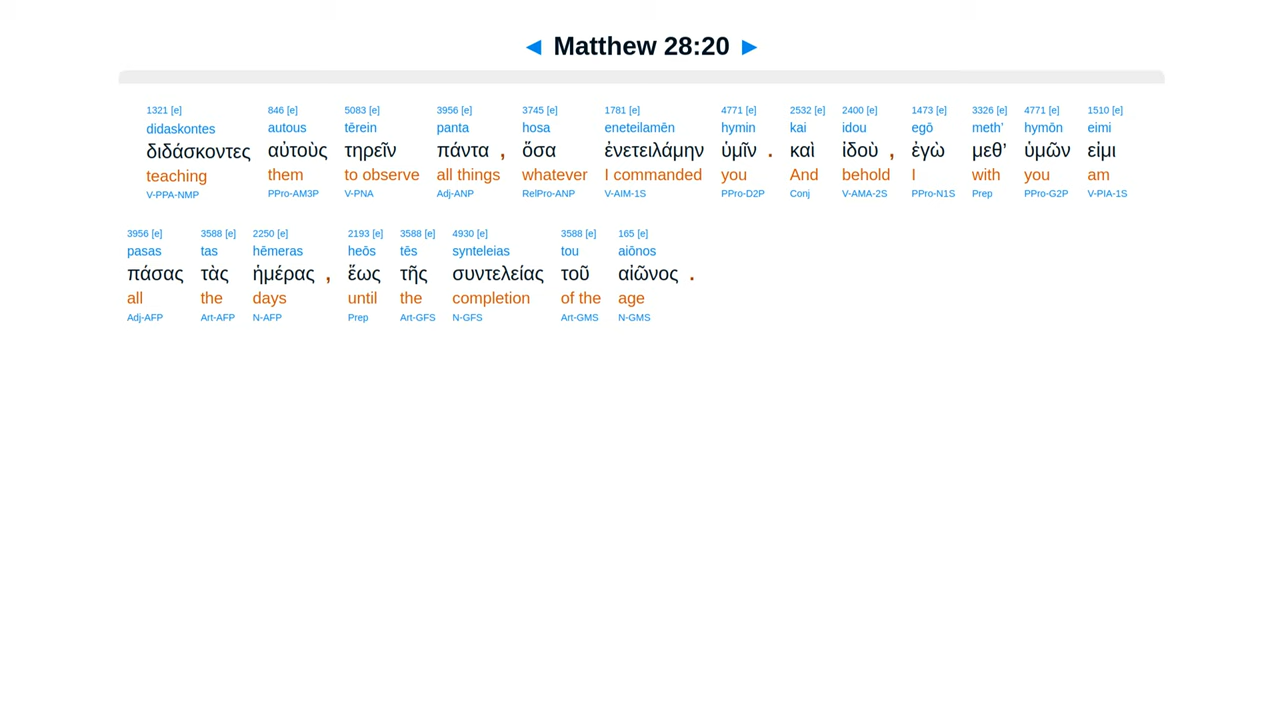 ◄ Matthew 28:20 ►
1321 [e] 846 [e] 5083 [e] 3956 [e] 3745 [e] 1781 [e] 4771 [e] 2532 [e] 2400 [e] 1473 [e] 3326 [e] 4771 [e] 1510 [e]
didaskontes autous tērein panta hosa eneteilamēn hymin kai idou egō meth’ hymōn eimi
διδάσκοντες αὐτοὺς τηρεῖν πάντα , ὅσα ἐνετειλάμην ὑμῖν . καὶ ἰδοὺ , ἐγὼ μεθ’ ὑμῶν εἰμι
teaching them to observe all things whatever I commanded you And behold I with you am
V-PPA-NMP PPro-AM3P V-PNA Adj-ANP RelPro-ANP V-AIM-1S PPro-D2P Conj V-AMA-2S PPro-N1S Prep PPro-G2P V-PIA-1S
3956 [e] 3588 [e] 2250 [e] 2193 [e] 3588 [e] 4930 [e] 3588 [e] 165 [e]
pasas tas hēmeras heōs tēs synteleias tou aiōnos
πάσας τὰς ἡμέρας , ἕως τῆς συντελείας τοῦ αἰῶνος .
all the days until the completion of the age
Adj-AFP Art-AFP N-AFP Prep Art-GFS N-GFS Art-GMS N-GMS